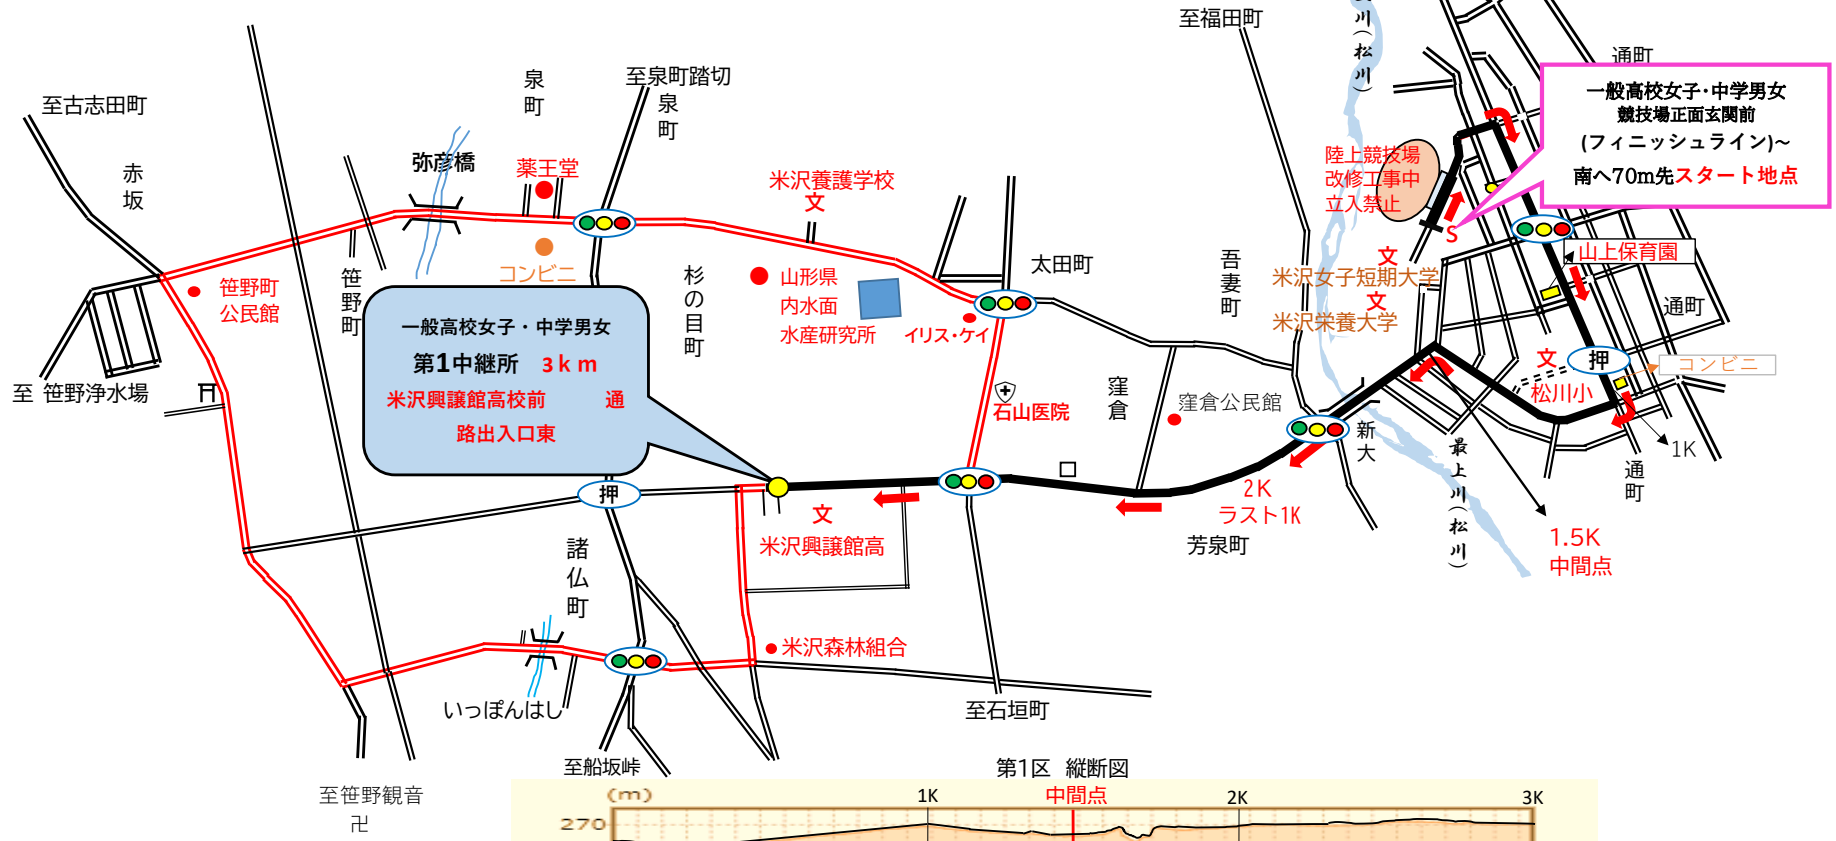 至福田町
川(松川)
通町
泉町
至泉町踏切
泉町
至古志田町
赤坂
弥彦橋
薬王堂
米沢養護学校
文
一般高校女子・中学男女
競技場正面玄関前
(フィニッシュライン)~
南へ70m先スタート地点
陸上競技場
改修工事中
立入禁止
S
コンビニ
笹野町
公民館
笹野町
杉の目町
山形県
内水面
水産研究所
イリス・ケイ
太田町
吾妻町
文
米沢女子短期大学
文
米沢栄養大学
山上保育園
通町
押
コンビニ
文
松川小
1K
通町
至 笹野浄水場
一般高校女子・中学男女
第1中継所 3km
米沢興譲館高校前 通
路出入口東
石山医院
窪倉
窪倉公民館
新大
最上川(松川)
押
文
米沢興譲館高
2K
ラスト1K
芳泉町
1.5K
中間点
諸仏町
米沢森林組合
いっぽんはし
至石垣町
至船坂峠
至笹野観音
卍
第1区 縦断図
(m)
1K
中間点
2K
3K
270